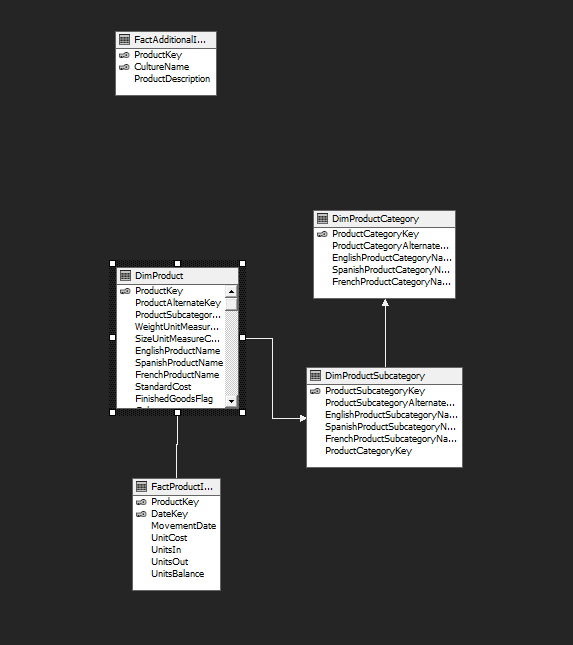 FactAdditionalI...
ProductKey
CultureName
ProductDescription
DimProductCategory
ProductCategoryKey
ProductCategoryAlternate...
EnglishProductCategoryNa...
SpanishProductCategoryN...
FrenchProductCategoryNa...
DimProduct
ProductKey
ProductAlternateKey
ProductSubcategor...
WeightUnitMeasur...
SizeUnitMeasureC...
EnglishProductName
SpanishProductName
FrenchProductName
StandardCost
FinishedGoodsFlag
DimProductSubcategory
ProductSubcategoryKey
ProductSubcategoryAlternate...
EnglishProductSubcategoryNa...
SpanishProductSubcategoryN...
FrenchProductSubcategoryNa...
ProductCategoryKey
FactProductI...
ProductKey
DateKey
MovementDate
UnitCost
UnitsIn
UnitsOut
UnitsBalance